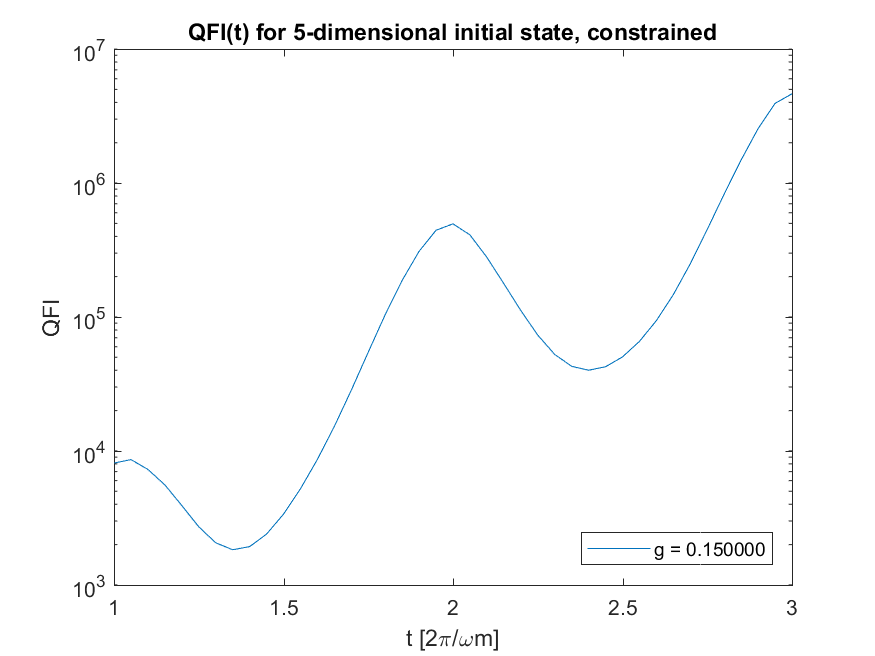 QFI(t) for 5-dimensional initial state, constrained
10^7
10^6
10^5
10^4
10^3
QFI
g = 0.150000
1
1.5
2
2.5
3
t [2π/ωm]